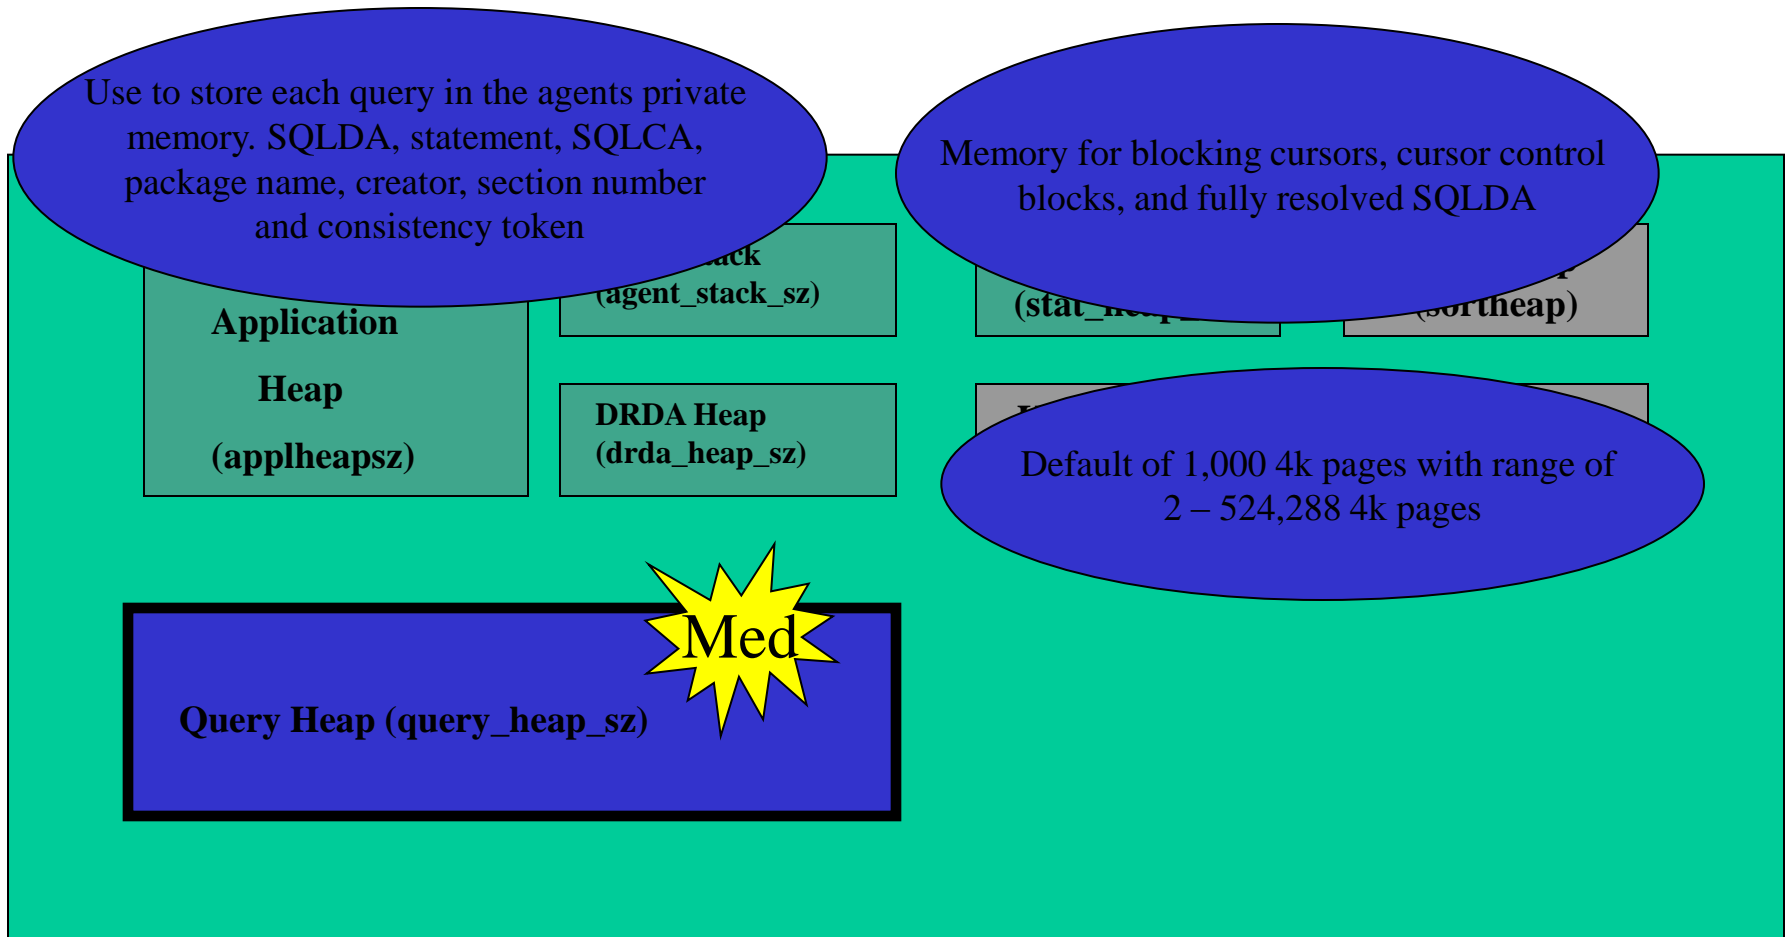 Use to store each query in the agents private
memory. SQLDA, statement, SQLCA,
package name, creator, section number
and consistency token
Memory for blocking cursors, cursor control
blocks, and fully resolved SQLDA
(agent_stack_sz)
(sortheap)
Application
Heap
(applheapsz)
DRDA Heap
(drda_heap_sz)
Default of 1,000 4k pages with range of
2 – 524,288 4k pages
Med
Query Heap (query_heap_sz)